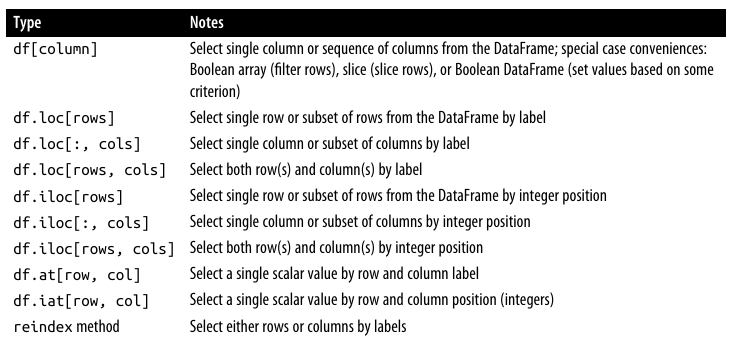 Type Notes
df[column] Select single column or sequence of columns from the DataFrame; special case conveniences:
Boolean array (filter rows), slice (slice rows), or Boolean DataFrame (set values based on some
criterion)
df.loc[rows] Select single row or subset of rows from the DataFrame by label
df.loc[:, cols] Select single column or subset of columns by label
df.loc[rows, cols] Select both row(s) and column(s) by label
df.iloc[rows] Select single row or subset of rows from the DataFrame by integer position
df.iloc[:, cols] Select single column or subset of columns by integer position
df.iloc[rows, cols] Select both row(s) and column(s) by integer position
df.at[row, col] Select a single scalar value by row and column label
df.iat[row, col] Select a single scalar value by row and column position (integers)
reindex method Select either rows or columns by labels